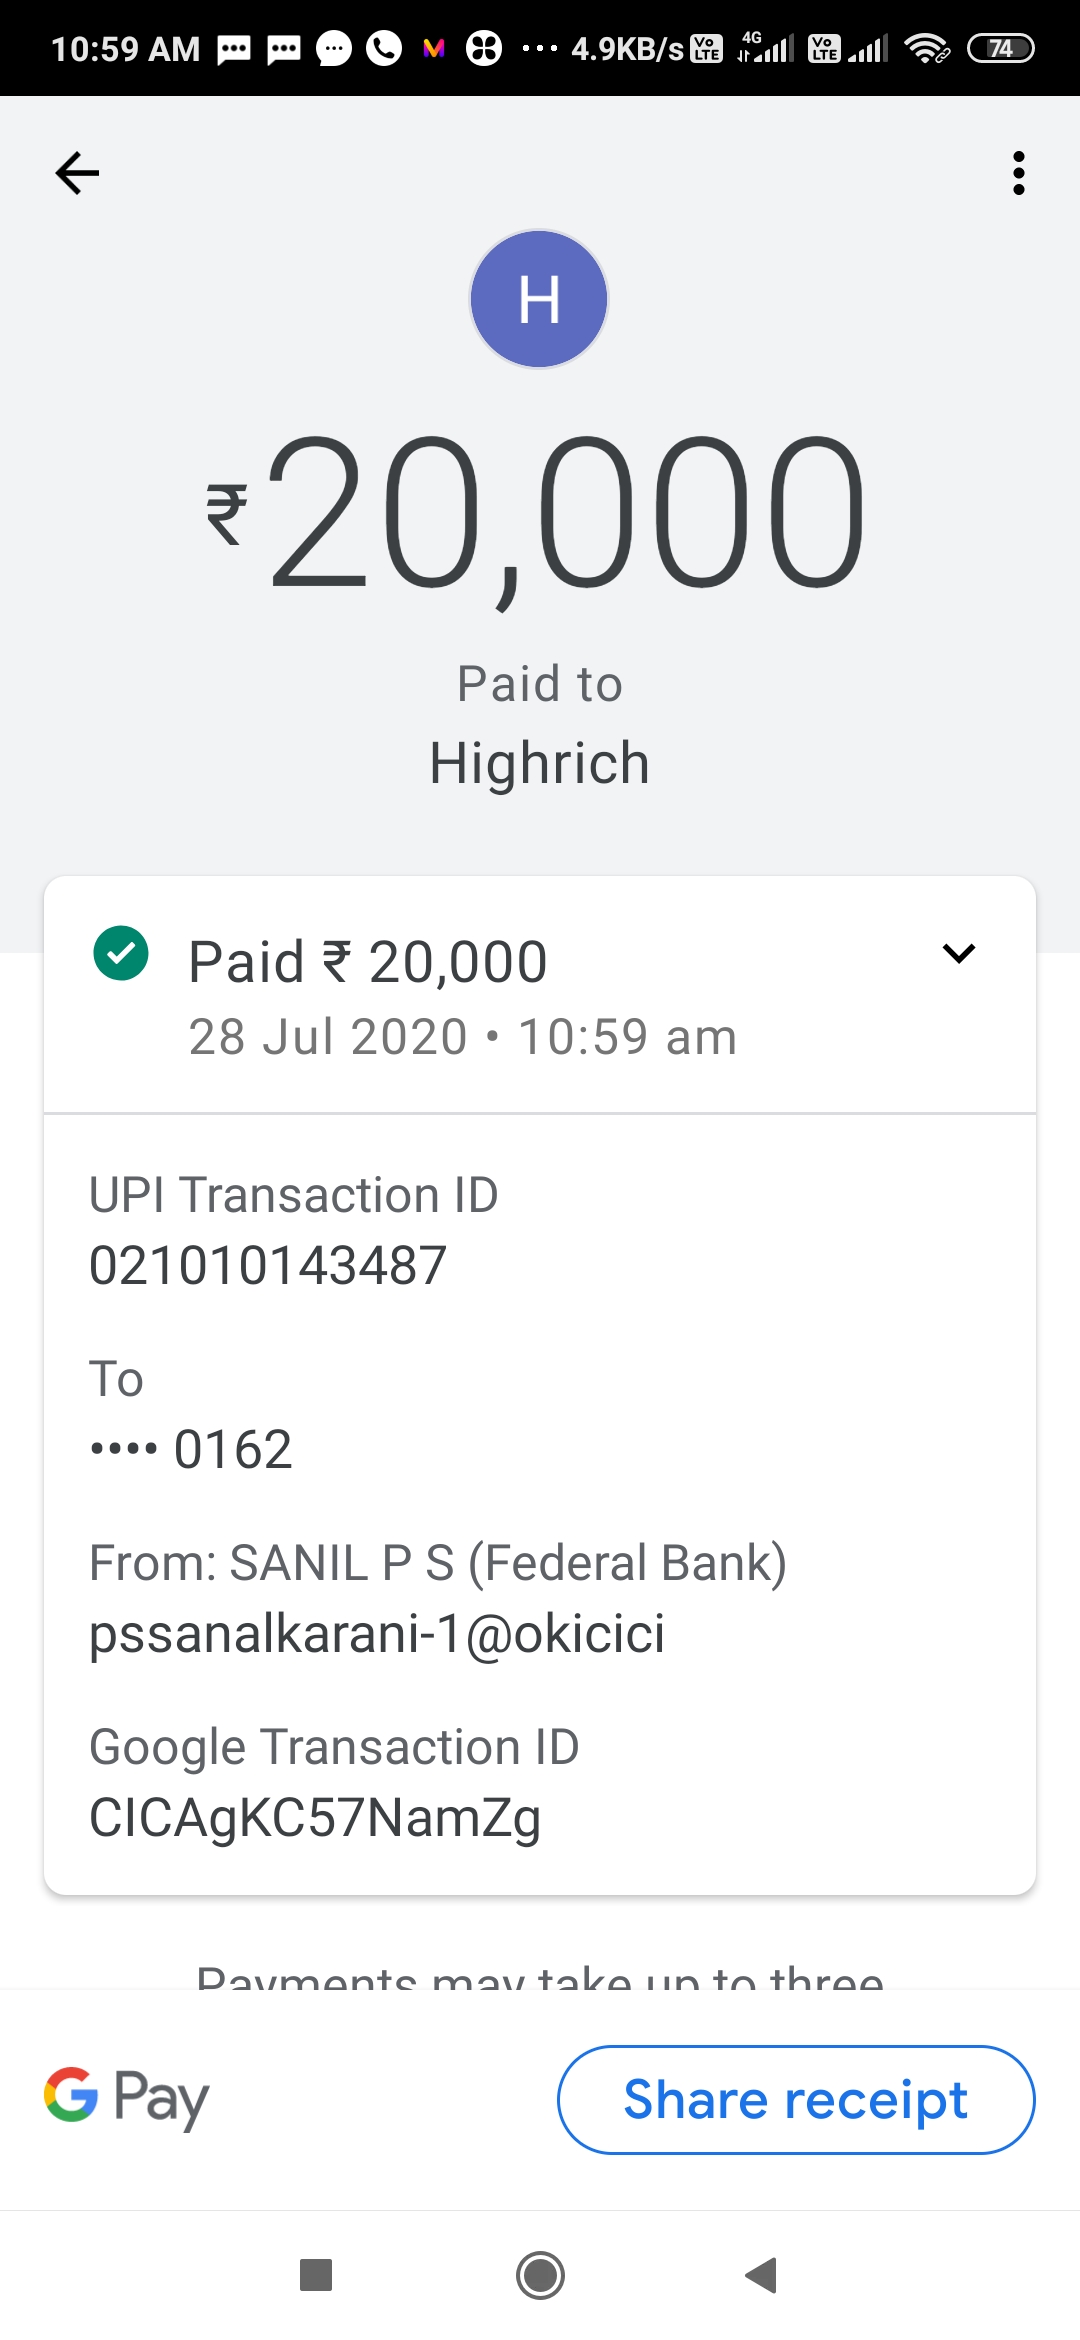 10:59 AM 4.9KB/s Vo LTE 4G Vo LTE 74
H
₹20,000
Paid to
Highrich
Paid ₹ 20,000
28 Jul 2020 • 10:59 am
UPI Transaction ID
021010143487
To
•••• 0162
From: SANIL P S (Federal Bank)
pssanalkarani-1@okicici
Google Transaction ID
CICAgKC57NamZg
Payments may take up to three
G Pay
Share receipt